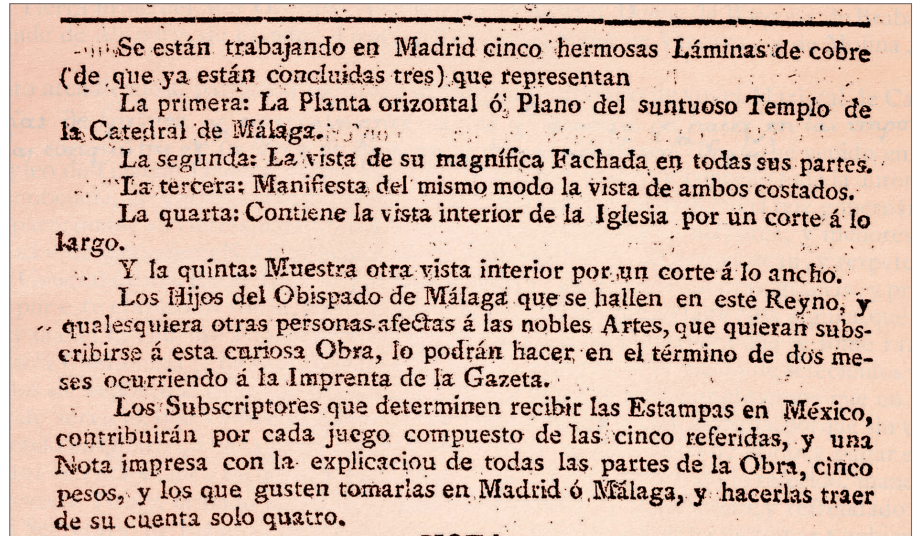 Se están trabajando en Madrid cinco hermosas Láminas de cobre
(de que ya están concluidas tres) que representan
La primera: La Planta orizontal ó Plano del suntuoso Templo de
la Catedral de Málaga.
La segunda: La vista de su magnífica Fachada en todas sus partes.
La tercera: Manifiesta del mismo modo la vista de ambos costados.
La quarta: Contiene la vista interior de la Iglesia por un corte á lo
largo.
Y la quinta: Muestra otra vista interior por un corte á lo ancho.
Los Hijos del Obispado de Málaga que se hallen en este Reyno, y
qualesquiera otras personas afectas á las nobles Artes, que quieran subs-
cribirse á esta curiosa Obra, lo podrán hacer en el término de dos me-
ses ocurriendo á la Imprenta de la Gazeta.
Los Subscriptores que determinen recibir las Estampas en México,
contribuirán por cada juego compuesto de las cinco referidas, y una
Nota impresa con la explicaciou de todas las partes de la Obra, cinco
pesos, y los que gusten tomarlas en Madrid ó Málaga, y hacerlas traer
de su cuenta solo quatro.